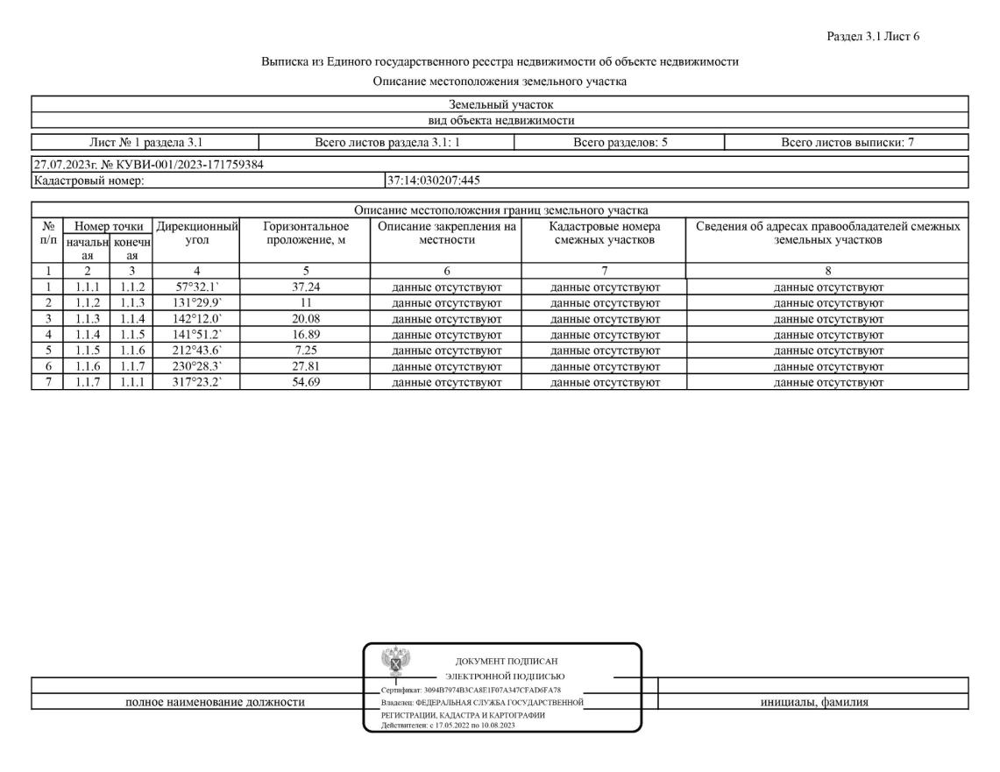 Раздел 3.1 Лист 6
Выписка из Единого государственного реестра недвижимости об объекте недвижимости
Описание местоположения земельного участка
Земельный участок
вид объекта недвижимости
Лист № 1 раздела 3.1 Всего листов раздела 3.1: 1 Всего разделов: 5 Всего листов выписки: 7
27.07.2023г. № КУВИ-001/2023-171759384
Кадастровый номер: 37:14:030207:445
Описание местоположения границ земельного участка
№ Номер точки Дирекционный Горизонтальное Описание закрепления на Кадастровые номера Сведения об адресах правообладателей смежных
п/п начальн конечн угол проложение, м местности смежных участков земельных участков
ая ая
1 2 3 4 5 6 7 8
1 1.1.1 1.1.2 57°32.1` 37.24 данные отсутствуют данные отсутствуют данные отсутствуют
2 1.1.2 1.1.3 131°29.9` 11 данные отсутствуют данные отсутствуют данные отсутствуют
3 1.1.3 1.1.4 142°12.0` 20.08 данные отсутствуют данные отсутствуют данные отсутствуют
4 1.1.4 1.1.5 141°51.2` 16.89 данные отсутствуют данные отсутствуют данные отсутствуют
5 1.1.5 1.1.6 212°43.6` 7.25 данные отсутствуют данные отсутствуют данные отсутствуют
6 1.1.6 1.1.7 230°28.3` 27.81 данные отсутствуют данные отсутствуют данные отсутствуют
7 1.1.7 1.1.1 317°23.2` 54.69 данные отсутствуют данные отсутствуют данные отсутствуют
ДОКУМЕНТ ПОДПИСАН
ЭЛЕКТРОННОЙ ПОДПИСЬЮ
Сертификат: 3094B7974B3CA8E1F07A347CFAD6FA78
полное наименование должности Владелец: ФЕДЕРАЛЬНАЯ СЛУЖБА ГОСУДАРСТВЕННОЙ инициалы, фамилия
РЕГИСТРАЦИИ, КАДАСТРА И КАРТОГРАФИИ
Действителен: с 17.05.2022 по 10.08.2023